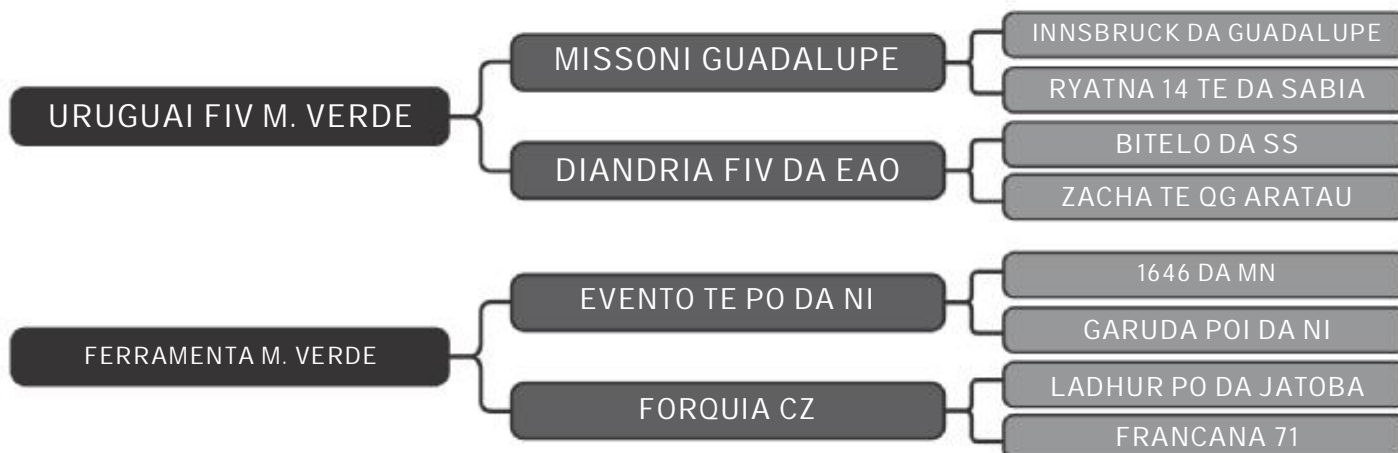 URUGUAI FIV M. VERDE
MISSONI GUADALUPE
INNSBRUCK DA GUADALUPE
RYATNA 14 TE DA SABIA
DIANDRIA FIV DA EAO
BITELO DA SS
ZACHA TE QG ARATAU
FERRAMENTA M. VERDE
EVENTO TE PO DA NI
1646 DA MN
GARUDA POI DA NI
FORQUIA CZ
LADHUR PO DA JATOBA
FRANCANA 71